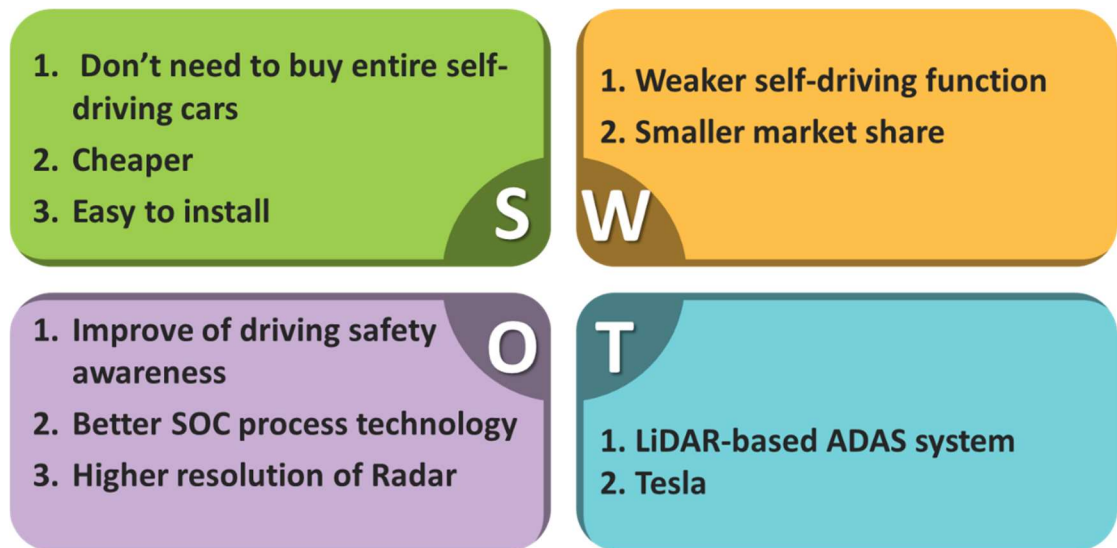 1. Don’t need to buy entire self-
driving cars
2. Cheaper
3. Easy to install
S
1. Weaker self-driving function
2. Smaller market share
W
1. Improve of driving safety
awareness
2. Better SOC process technology
3. Higher resolution of Radar
O
T
1. LiDAR-based ADAS system
2. Tesla